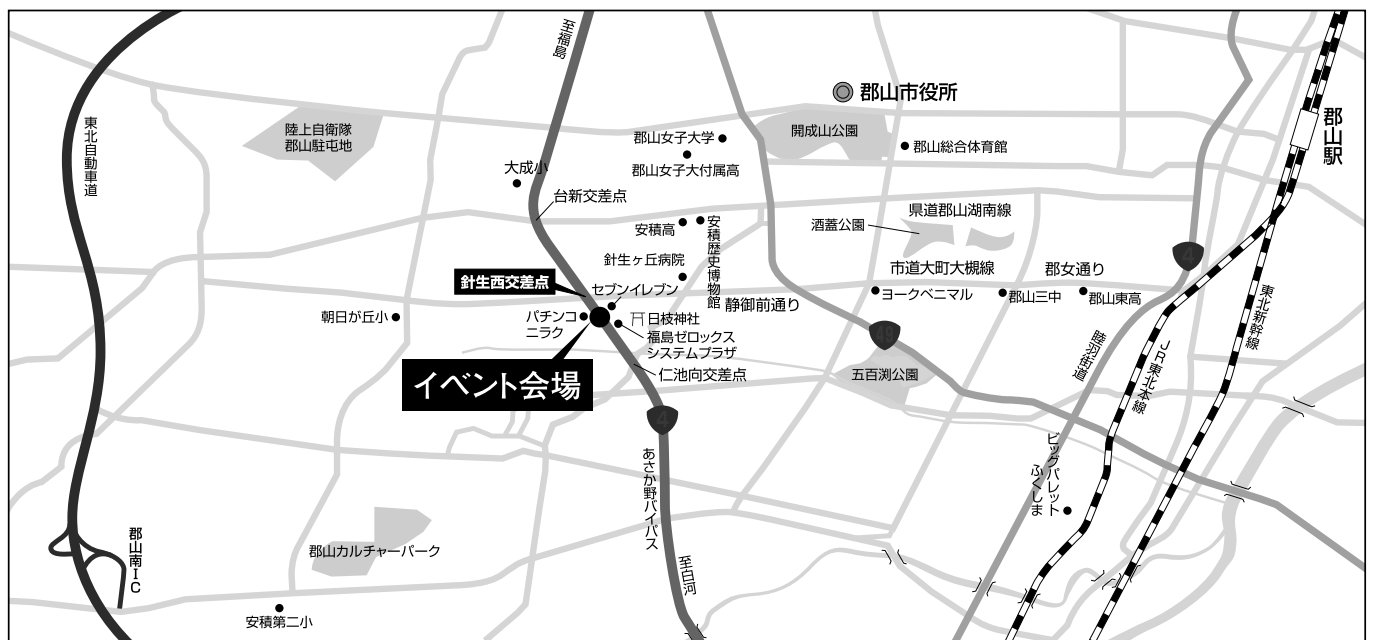 至福島
郡山市役所
東北自動車道
陸上自衛隊
郡山駐屯地
郡山女子大学
開成山公園
郡山駅
郡山総合体育館
郡山女子大付属高
大成小
台新交差点
安積高
安積歴史博物館
酒蓋公園
県道郡山湖南線
針生ヶ丘病院
市道大町大槻線
郡女通り
4
針生西交差点
セブンイレブン
静御前通り
ヨークベニマル
郡山三中
郡山東高
朝日が丘小
パチンコ
ニラク
日枝神社
福島ゼロックス
システムプラザ
49
東北新幹線
陸羽街道
JR東北本線
イベント会場
仁池向交差点
五百渕公園
4
あさか野バイパス
ビッグパレット
ふくしま
郡山南IC
郡山カルチャーパーク
至白河
安積第二小